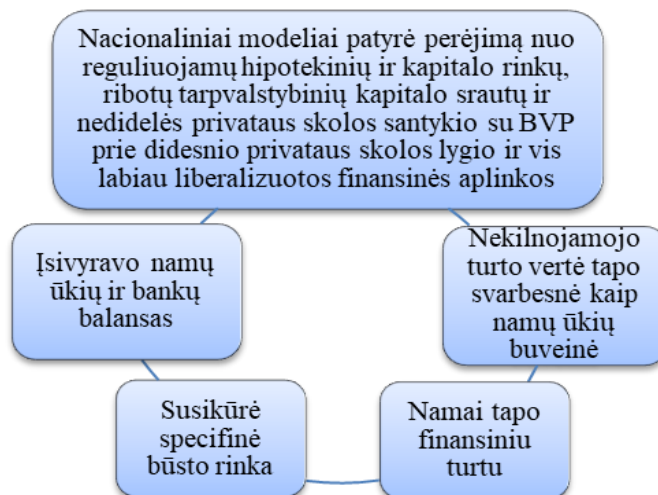 Nacionaliniai modeliai patyrė perėjimą nuo
reguliuojamų hipotekinių ir kapitalo rinkų,
ribotų tarpvalstybinių kapitalo srautų ir
nedidelės privataus skolos santykio su BVP
prie didesnio privataus skolos lygio ir vis
labiau liberalizuotos finansinės aplinkos
Nekilnojamojo
turto vertė tapo
svarbesnė kaip
namų ūkių
buveinė
Namai tapo
finansiniu
turtu
Susikūrė
specifinė
būsto rinka
Įsivyravo namų
ūkių ir bankų
balansas